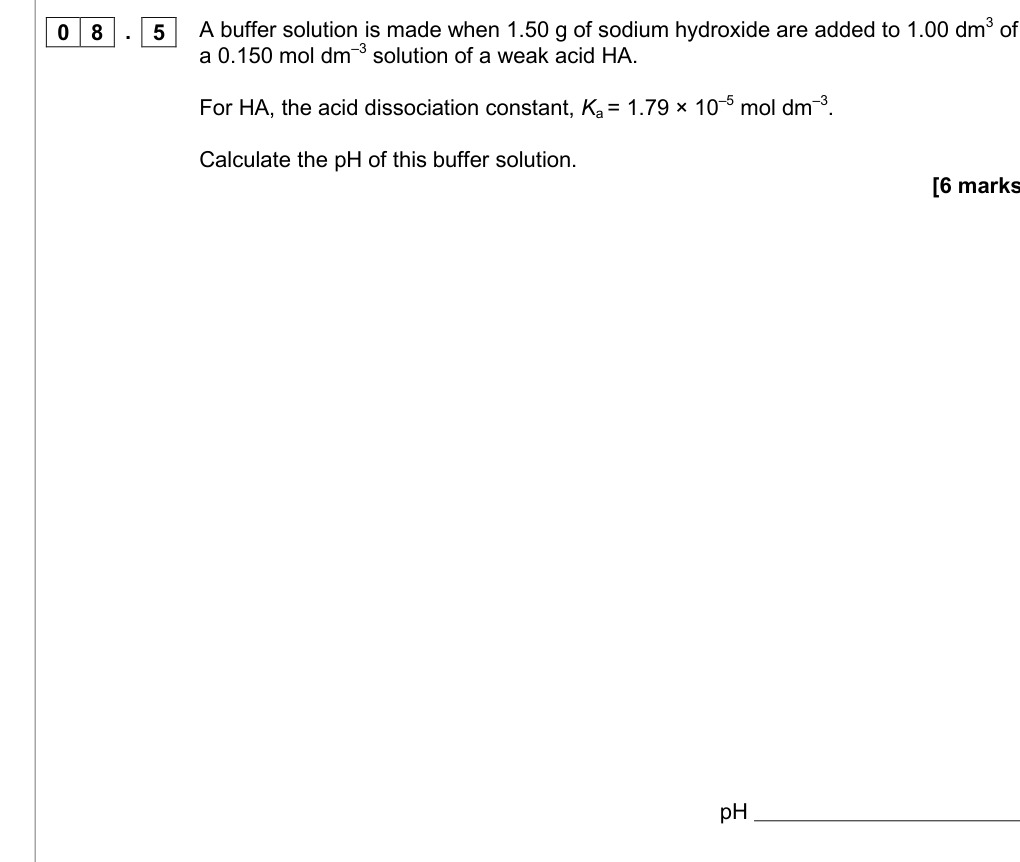 0 8 . 5 A buffer solution is made when 1.50 g of sodium hydroxide are added to 1.00 dm³ of
a 0.150 mol dm⁻³ solution of a weak acid HA.
For HA, the acid dissociation constant, Kₐ = 1.79 × 10⁻⁵ mol dm⁻³.
Calculate the pH of this buffer solution.
[6 marks
pH